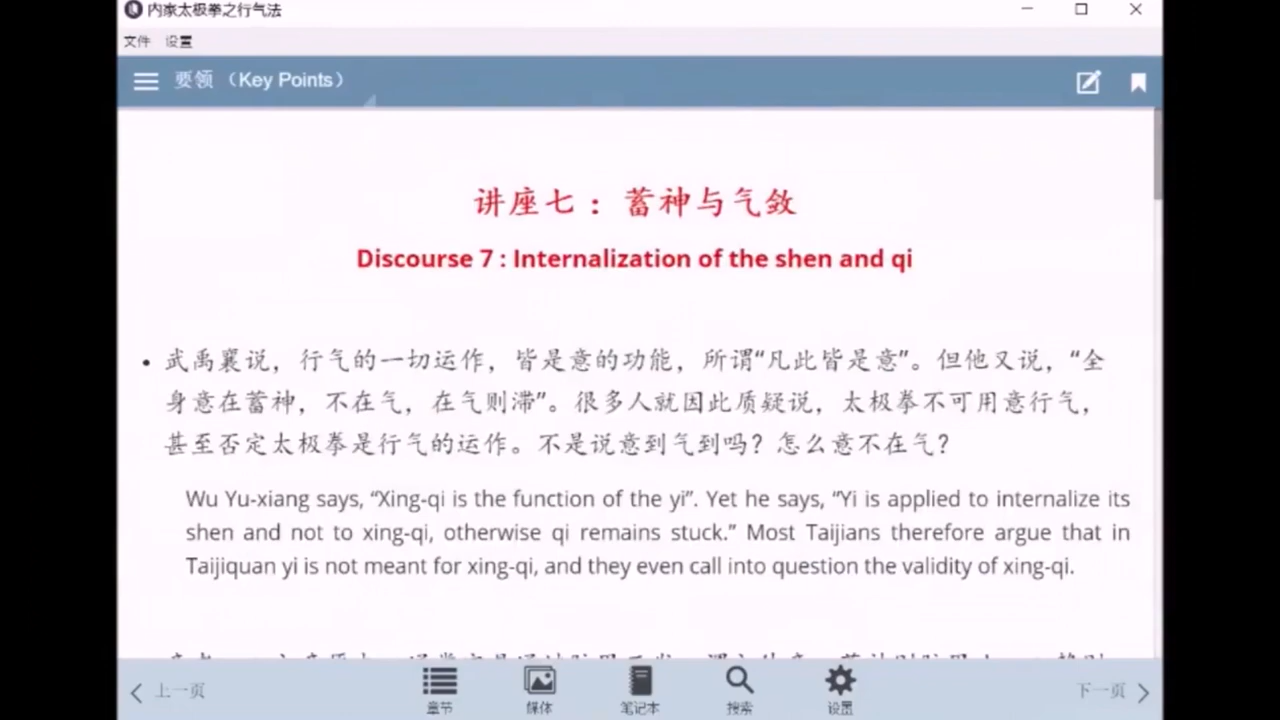 内家太极拳之行气法
文件 设置
要领 （Key Points）
讲座七：蓄神与气敛
Discourse 7 : Internalization of the shen and qi
• 武禹襄说，行气的一切运作，皆是意的功能，所谓“凡此皆是意”。但他又说，“全
身意在蓄神，不在气，在气则滞”。很多人就因此质疑说，太极拳不可用意行气，
甚至否定太极拳是行气的运作。不是说意到气到吗？怎么意不在气？
Wu Yu-xiang says, “Xing-qi is the function of the yi”. Yet he says, “Yi is applied to internalize its
shen and not to xing-qi, otherwise qi remains stuck.” Most Taijians therefore argue that in
Taijiquan yi is not meant for xing-qi, and they even call into question the validity of xing-qi.
上一页 章节 媒体 笔记本 搜索 设置 下一页